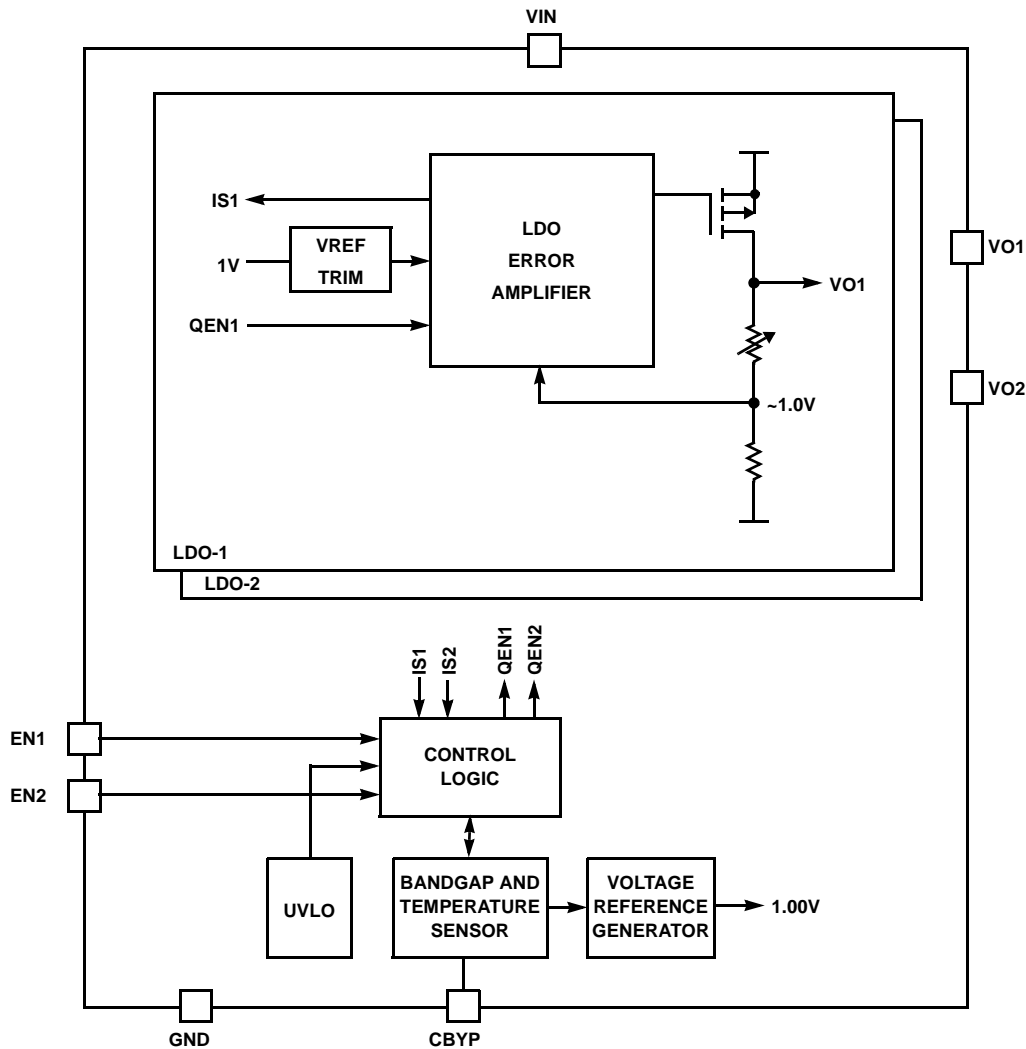 VIN
IS1
LDO
ERROR
AMPLIFIER
VREF
TRIM
1V
QEN1
VO1
VO1
VO2
~1.0V
LDO-1
LDO-2
IS1
IS2
QEN1
QEN2
EN1
EN2
CONTROL
LOGIC
UVLO
BANDGAP AND
TEMPERATURE
SENSOR
VOLTAGE
REFERENCE
GENERATOR
1.00V
GND
CBYP